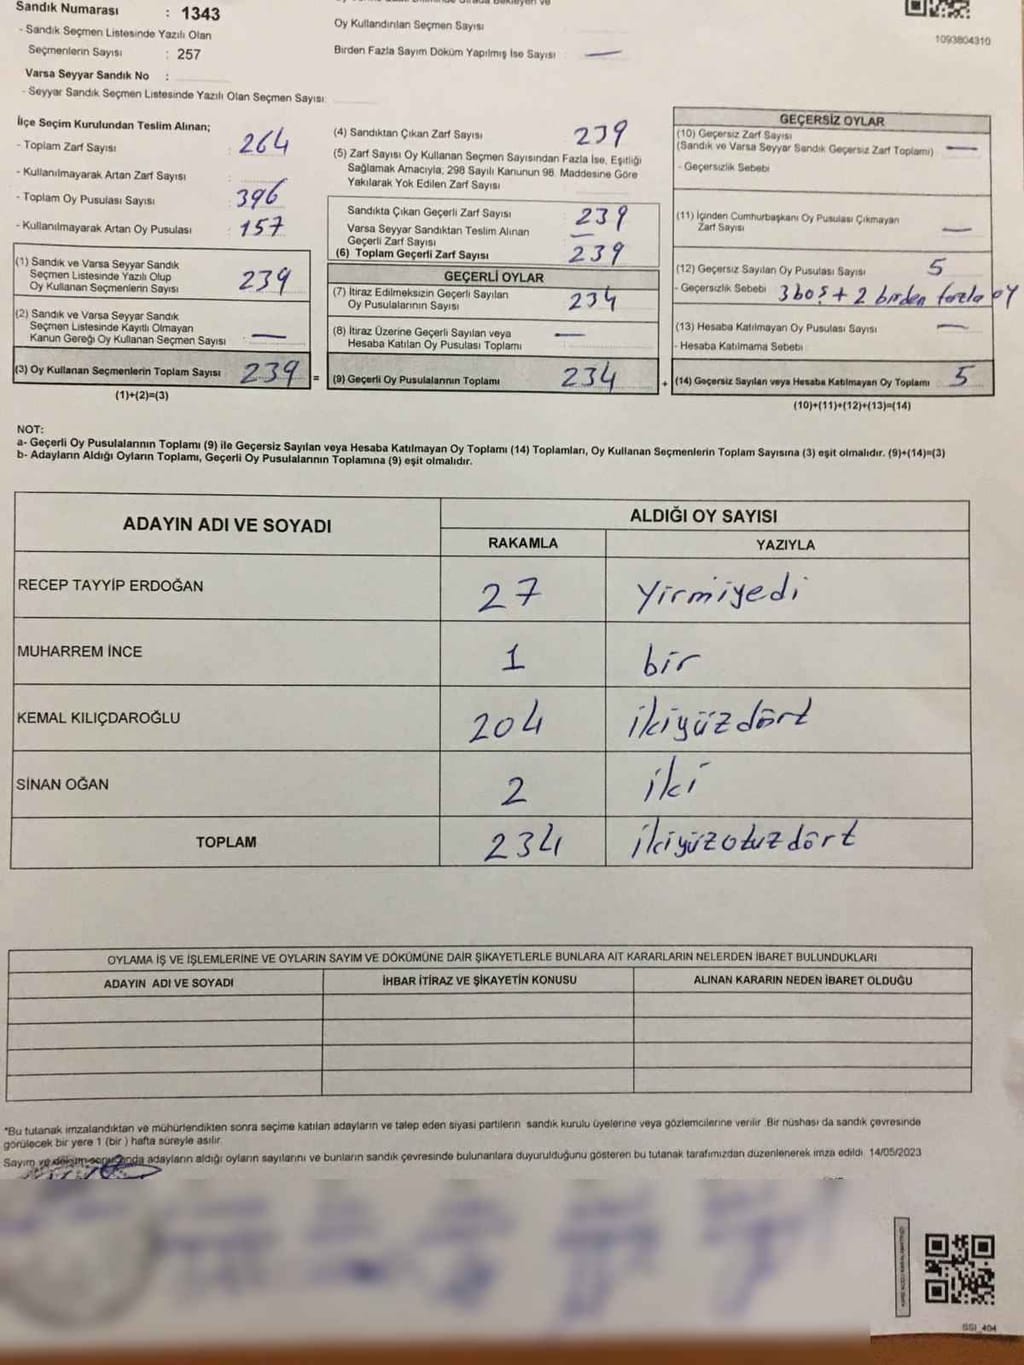 Sandık Numarası : 1343
- Sandık Seçmen Listesinde Yazılı Olan
Seçmenlerin Sayısı : 257
Varsa Seyyar Sandık No :
- Seyyar Sandık Seçmen Listesinde Yazılı Olan Seçmen Sayısı:
Oy Kullandırılan Seçmen Sayısı
Birden Fazla Sayım Döküm Yapılmış İse Sayısı : —
1093804310
İlçe Seçim Kurulundan Teslim Alınan;
- Toplam Zarf Sayısı : 264
- Kullanılmayarak Artan Zarf Sayısı :
- Toplam Oy Pusulası Sayısı : 396
- Kullanılmayarak Artan Oy Pusulası : 157
(1) Sandık ve Varsa Seyyar Sandık
Seçmen Listesinde Yazılı Olup
Oy Kullanan Seçmenlerin Sayısı 239
(2) Sandık ve Varsa Seyyar Sandık
Seçmen Listesinde Kayıtlı Olmayan
Kanun Gereği Oy Kullanan Seçmen Sayısı —
(3) Oy Kullanan Seçmenlerin Toplam Sayısı 239 =
(1)+(2)=(3)
(4) Sandıktan Çıkan Zarf Sayısı 239
(5) Zarf Sayısı Oy Kullanan Seçmen Sayısından Fazla İse, Eşitliği
Sağlamak Amacıyla, 298 Sayılı Kanunun 98. Maddesine Göre
Yakılarak Yok Edilen Zarf Sayısı
Sandıkta Çıkan Geçerli Zarf Sayısı 239
Varsa Seyyar Sandıktan Teslim Alınan
Geçerli Zarf Sayısı —
(6) Toplam Geçerli Zarf Sayısı 239
GEÇERLİ OYLAR
(7) İtiraz Edilmeksizin Geçerli Sayılan
Oy Pusulalarının Sayısı 234
(8) İtiraz Üzerine Geçerli Sayılan veya
Hesaba Katılan Oy Pusulası Toplamı —
(9) Geçerli Oy Pusulalarının Toplamı 234 +
GEÇERSİZ OYLAR
(10) Geçersiz Zarf Sayısı
(Sandık ve Varsa Seyyar Sandık Geçersiz Zarf Toplamı) —
- Geçersizlik Sebebi
(11) İçinden Cumhurbaşkanı Oy Pusulası Çıkmayan
Zarf Sayısı —
(12) Geçersiz Sayılan Oy Pusulası Sayısı 5
- Geçersizlik Sebebi 3 boş + 2 birden fazla oy
(13) Hesaba Katılmayan Oy Pusulası Sayısı —
- Hesaba Katılmama Sebebi
(14) Geçersiz Sayılan veya Hesaba Katılmayan Oy Toplamı 5
(10)+(11)+(12)+(13)=(14)
NOT:
a- Geçerli Oy Pusulalarının Toplamı (9) ile Geçersiz Sayılan veya Hesaba Katılmayan Oy Toplamı (14) Toplamları, Oy Kullanan Seçmenlerin Toplam Sayısına (3) eşit olmalıdır. (9)+(14)=(3)
b- Adayların Aldığı Oyların Toplamı, Geçerli Oy Pusulalarının Toplamına (9) eşit olmalıdır.
ADAYIN ADI VE SOYADI ALDIĞI OY SAYISI
RAKAMLA YAZIYLA
RECEP TAYYİP ERDOĞAN 27 Yirmiyedi
MUHARREM İNCE 1 bir
KEMAL KILIÇDAROĞLU 204 ikiyüzdört
SİNAN OĞAN 2 iki
TOPLAM 234 ikiyüzotuzdört
OYLAMA İŞ VE İŞLEMLERİNE VE OYLARIN SAYIM VE DÖKÜMÜNE DAİR ŞİKAYETLERLE BUNLARA AİT KARARLARIN NELERDEN İBARET BULUNDUKLARI
ADAYIN ADI VE SOYADI İHBAR İTİRAZ VE ŞİKAYETİN KONUSU ALINAN KARARIN NEDEN İBARET OLDUĞU
*Bu tutanak imzalandıktan ve mühürlendikten sonra seçime katılan adayların ve talep eden siyasi partilerin sandık kurulu üyelerine veya gözlemcilerine verilir. Bir nüshası da sandık çevresinde
görülecek bir yere 1 (bir) hafta süreyle asılır.
Sayım ve döküm sonucunda adayların aldığı oyların sayılarını ve bunların sandık çevresinde bulunanlara duyurulduğunu gösteren bu tutanak tarafımızdan düzenlenerek imza edildi. 14/05/2023